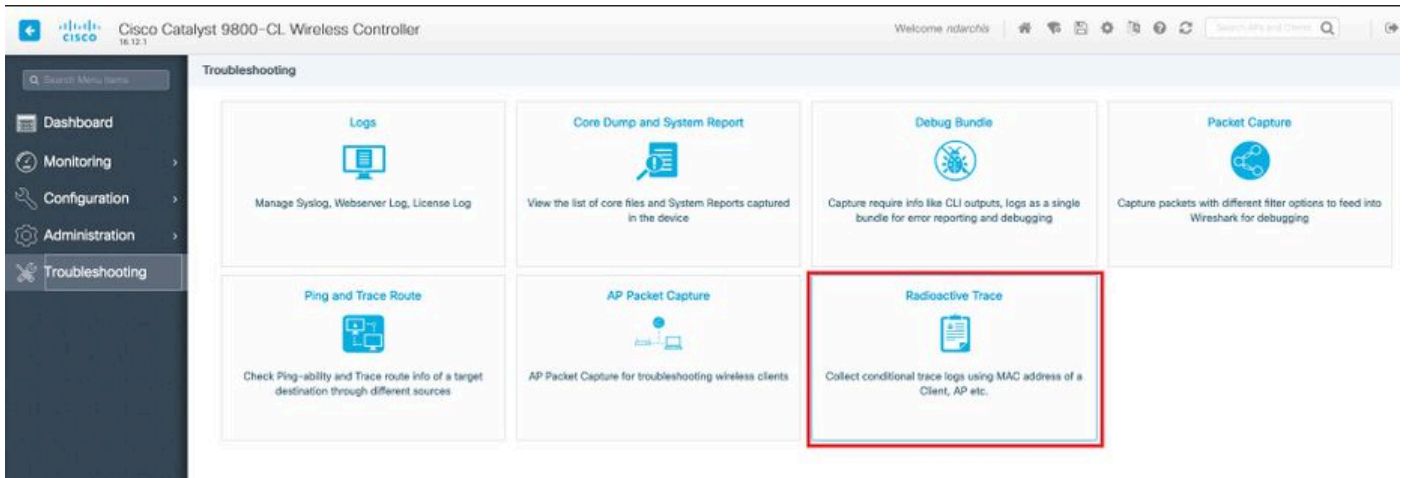 CISCO
Cisco Catalyst 9800-CL Wireless Controller
16.12.1
Welcome ndarchis
Search APs and Clients
Search Menu Items
Dashboard
Monitoring
Configuration
Administration
Troubleshooting
Troubleshooting
Logs
Manage Syslog, Webserver Log, License Log
Core Dump and System Report
View the list of core files and System Reports captured
in the device
Debug Bundle
Capture require info like CLI outputs, logs as a single
bundle for error reporting and debugging
Packet Capture
Capture packets with different filter options to feed into
Wireshark for debugging
Ping and Trace Route
Check Ping-ability and Trace route info of a target
destination through different sources
AP Packet Capture
AP Packet Capture for troubleshooting wireless clients
Radioactive Trace
Collect conditional trace logs using MAC address of a
Client, AP etc.